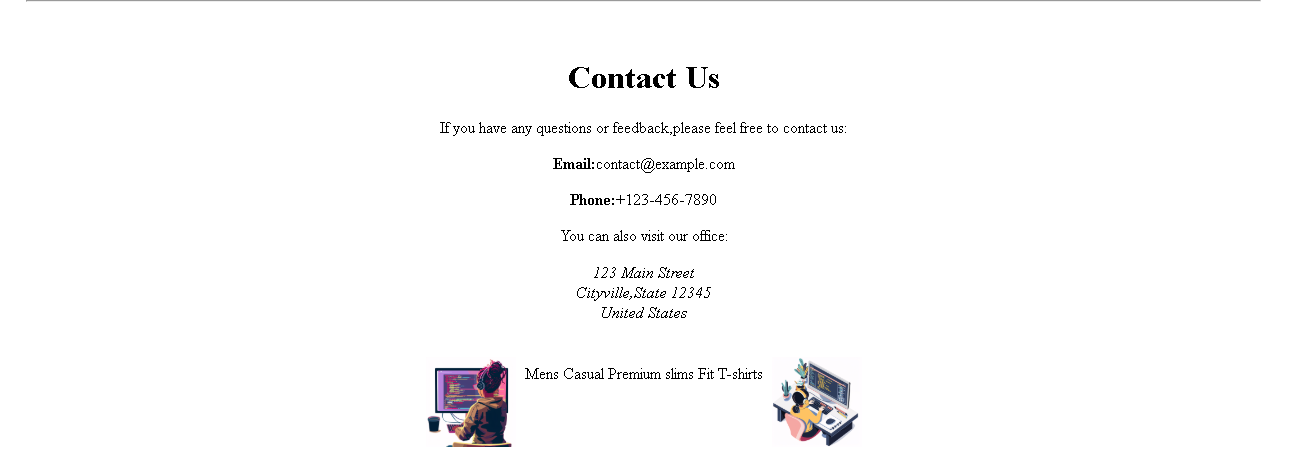 Contact Us
If you have any questions or feedback,please feel free to contact us:
Email:contact@example.com
Phone:+123-456-7890
You can also visit our office:
123 Main Street
Cityville,State 12345
United States
Mens Casual Premium slims Fit T-shirts